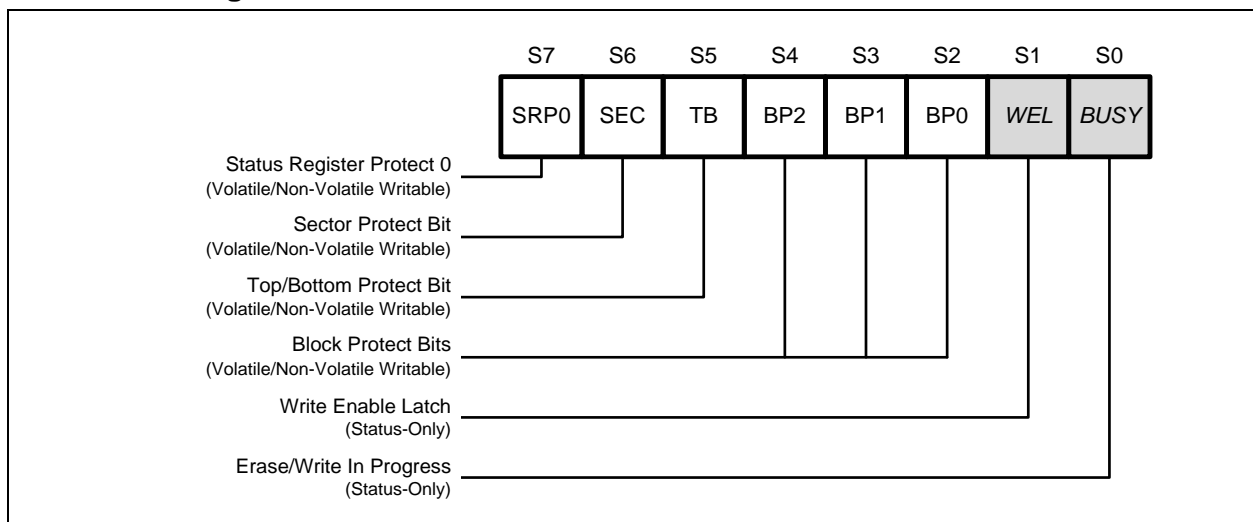 S7 S6 S5 S4 S3 S2 S1 S0
SRP0 SEC TB BP2 BP1 BP0 WEL BUSY
Status Register Protect 0
(Volatile/Non-Volatile Writable)
Sector Protect Bit
(Volatile/Non-Volatile Writable)
Top/Bottom Protect Bit
(Volatile/Non-Volatile Writable)
Block Protect Bits
(Volatile/Non-Volatile Writable)
Write Enable Latch
(Status-Only)
Erase/Write In Progress
(Status-Only)